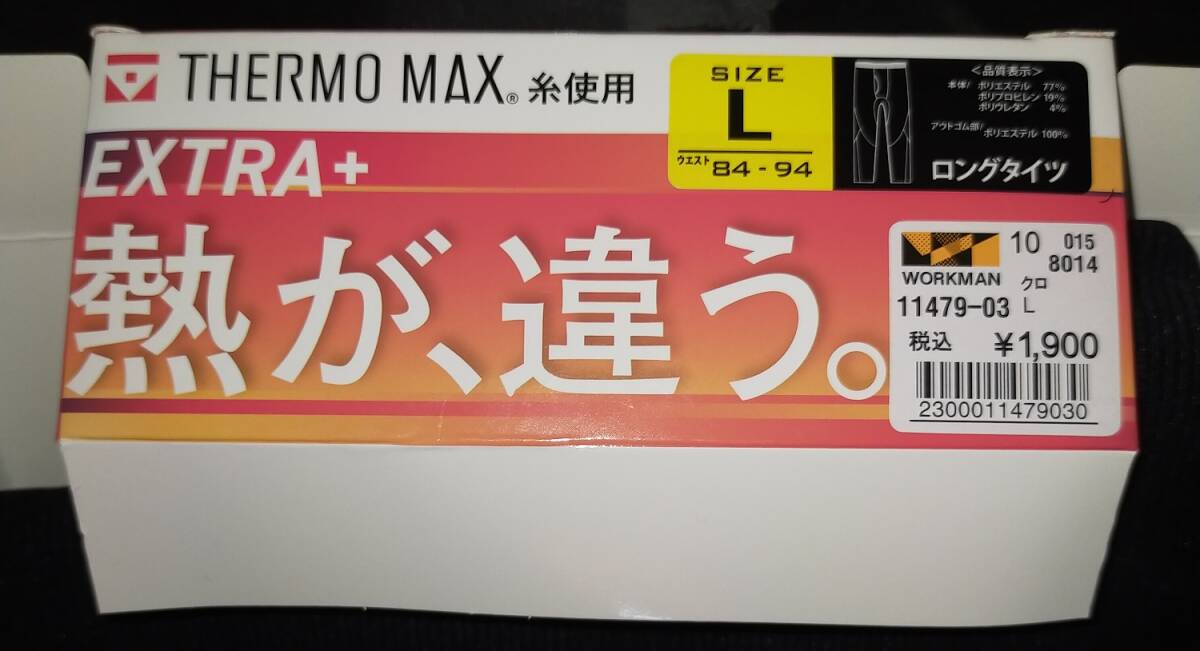 THERMO MAX® 糸使用
EXTRA+
熱が、違う。
SIZE
L
ウエスト 84 - 94
<品質表示>
本体/ ポリエステル 77%
ポリプロピレン 19%
ポリウレタン 4%
アウトゴム部/ ポリエステル 100%
ロングタイツ
WORKMAN
10 015
8014
クロ
11479-03 L
税込 ¥1,900
2300011479030